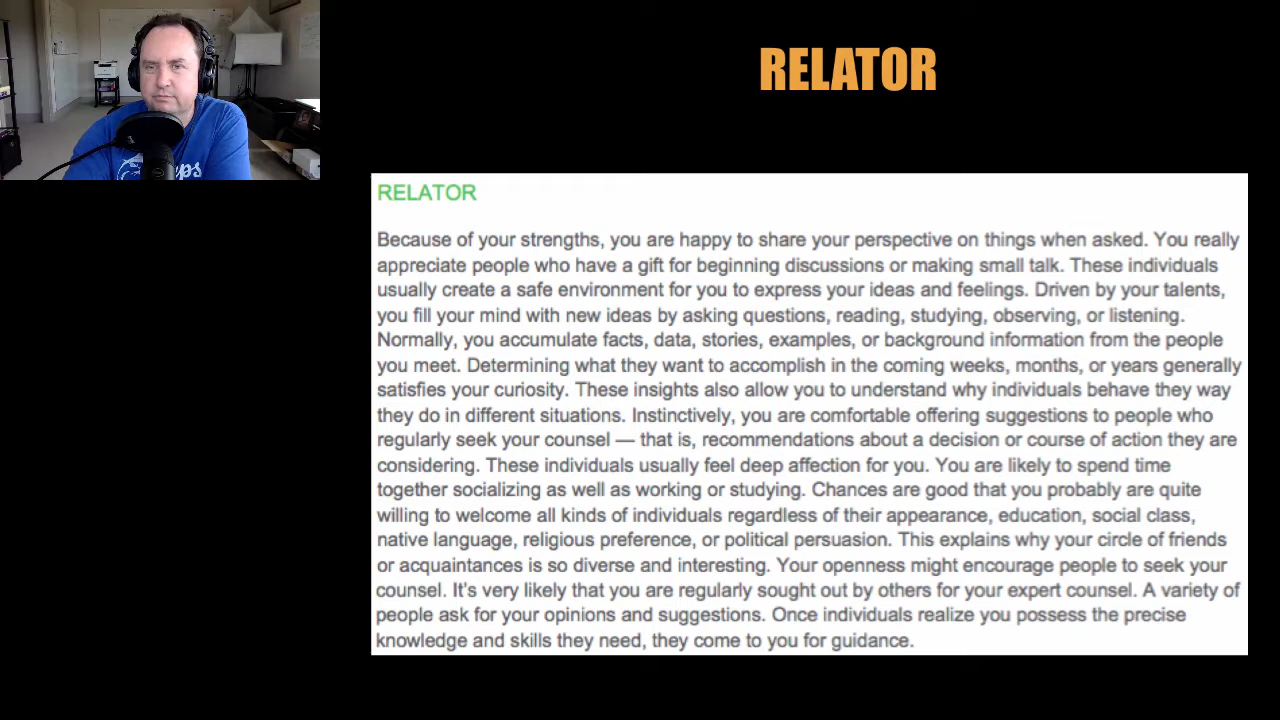 RELATOR
RELATOR
Because of your strengths, you are happy to share your perspective on things when asked. You really
appreciate people who have a gift for beginning discussions or making small talk. These individuals
usually create a safe environment for you to express your ideas and feelings. Driven by your talents,
you fill your mind with new ideas by asking questions, reading, studying, observing, or listening.
Normally, you accumulate facts, data, stories, examples, or background information from the people
you meet. Determining what they want to accomplish in the coming weeks, months, or years generally
satisfies your curiosity. These insights also allow you to understand why individuals behave they way
they do in different situations. Instinctively, you are comfortable offering suggestions to people who
regularly seek your counsel — that is, recommendations about a decision or course of action they are
considering. These individuals usually feel deep affection for you. You are likely to spend time
together socializing as well as working or studying. Chances are good that you probably are quite
willing to welcome all kinds of individuals regardless of their appearance, education, social class,
native language, religious preference, or political persuasion. This explains why your circle of friends
or acquaintances is so diverse and interesting. Your openness might encourage people to seek your
counsel. It's very likely that you are regularly sought out by others for your expert counsel. A variety of
people ask for your opinions and suggestions. Once individuals realize you possess the precise
knowledge and skills they need, they come to you for guidance.